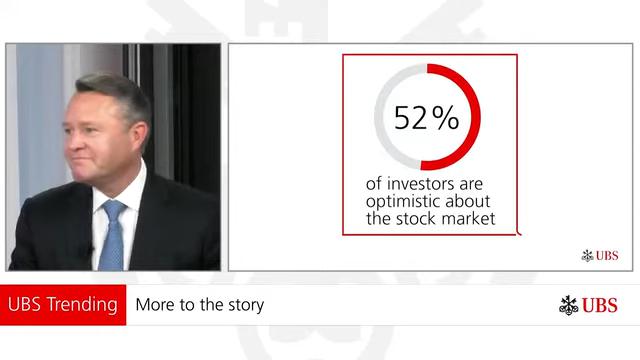 52%
of investors are
optimistic about
the stock market
UBS
UBS Trending
More to the story
UBS